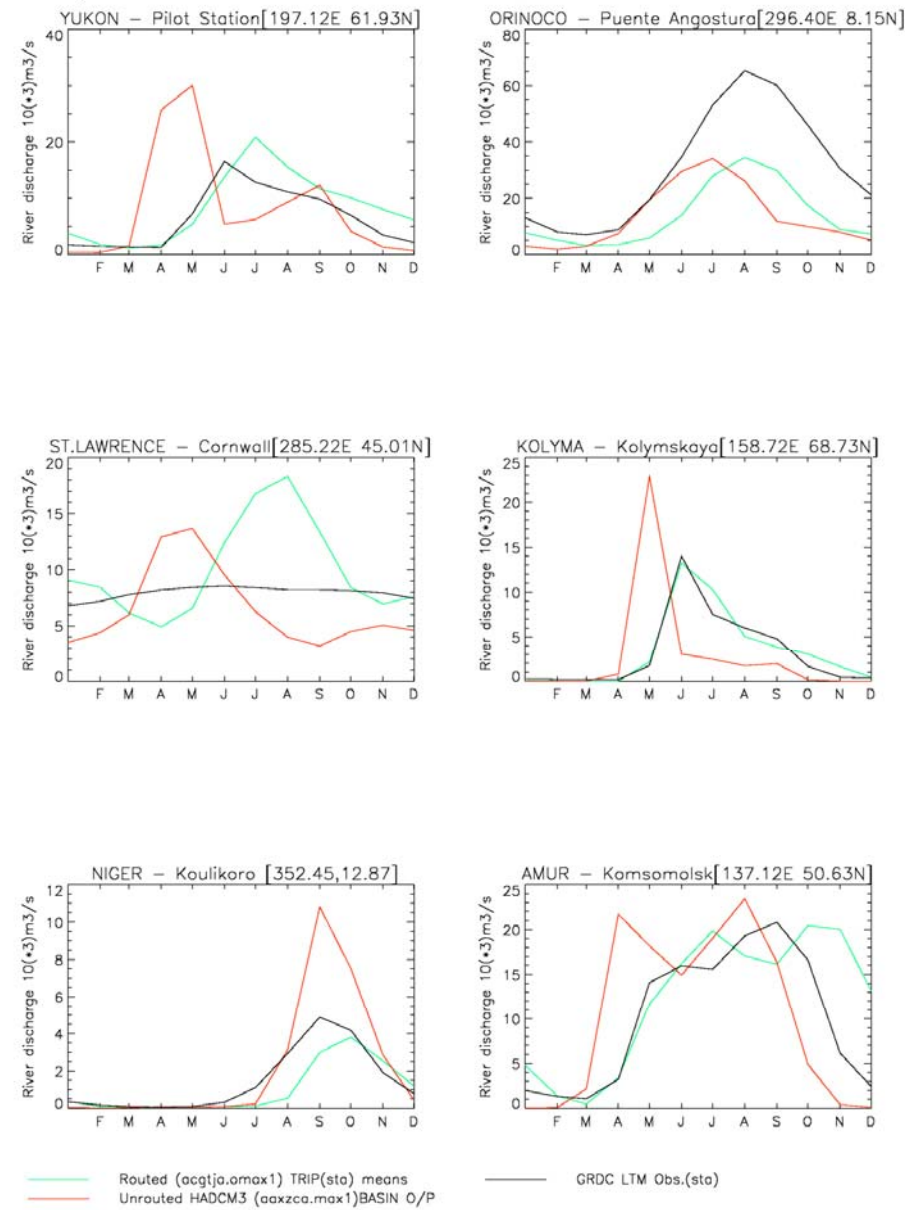 YUKON - Pilot Station[197.12E 61.93N]
River discharge 10(*3)m3/s
40
20
0
F M A M J J A S O N D
ORINOCO - Puente Angostura[296.40E 8.15N]
River discharge 10(*3)m3/s
80
60
40
20
0
F M A M J J A S O N D
ST.LAWRENCE - Cornwall[285.22E 45.01N]
River discharge 10(*3)m3/s
20
15
10
5
0
F M A M J J A S O N D
KOLYMA - Kolymskaya[158.72E 68.73N]
River discharge 10(*3)m3/s
25
20
15
10
5
0
F M A M J J A S O N D
NIGER - Koulikoro [352.45,12.87]
River discharge 10(*3)m3/s
12
10
8
6
4
2
0
F M A M J J A S O N D
AMUR - Komsomolsk[137.12E 50.63N]
River discharge 10(*3)m3/s
25
20
15
10
5
0
F M A M J J A S O N D
Routed (acgtja.omax1) TRIP(sta) means
Unrouted HADCM3 (aaxzca.max1)BASIN O/P
GRDC LTM Obs.(sta)